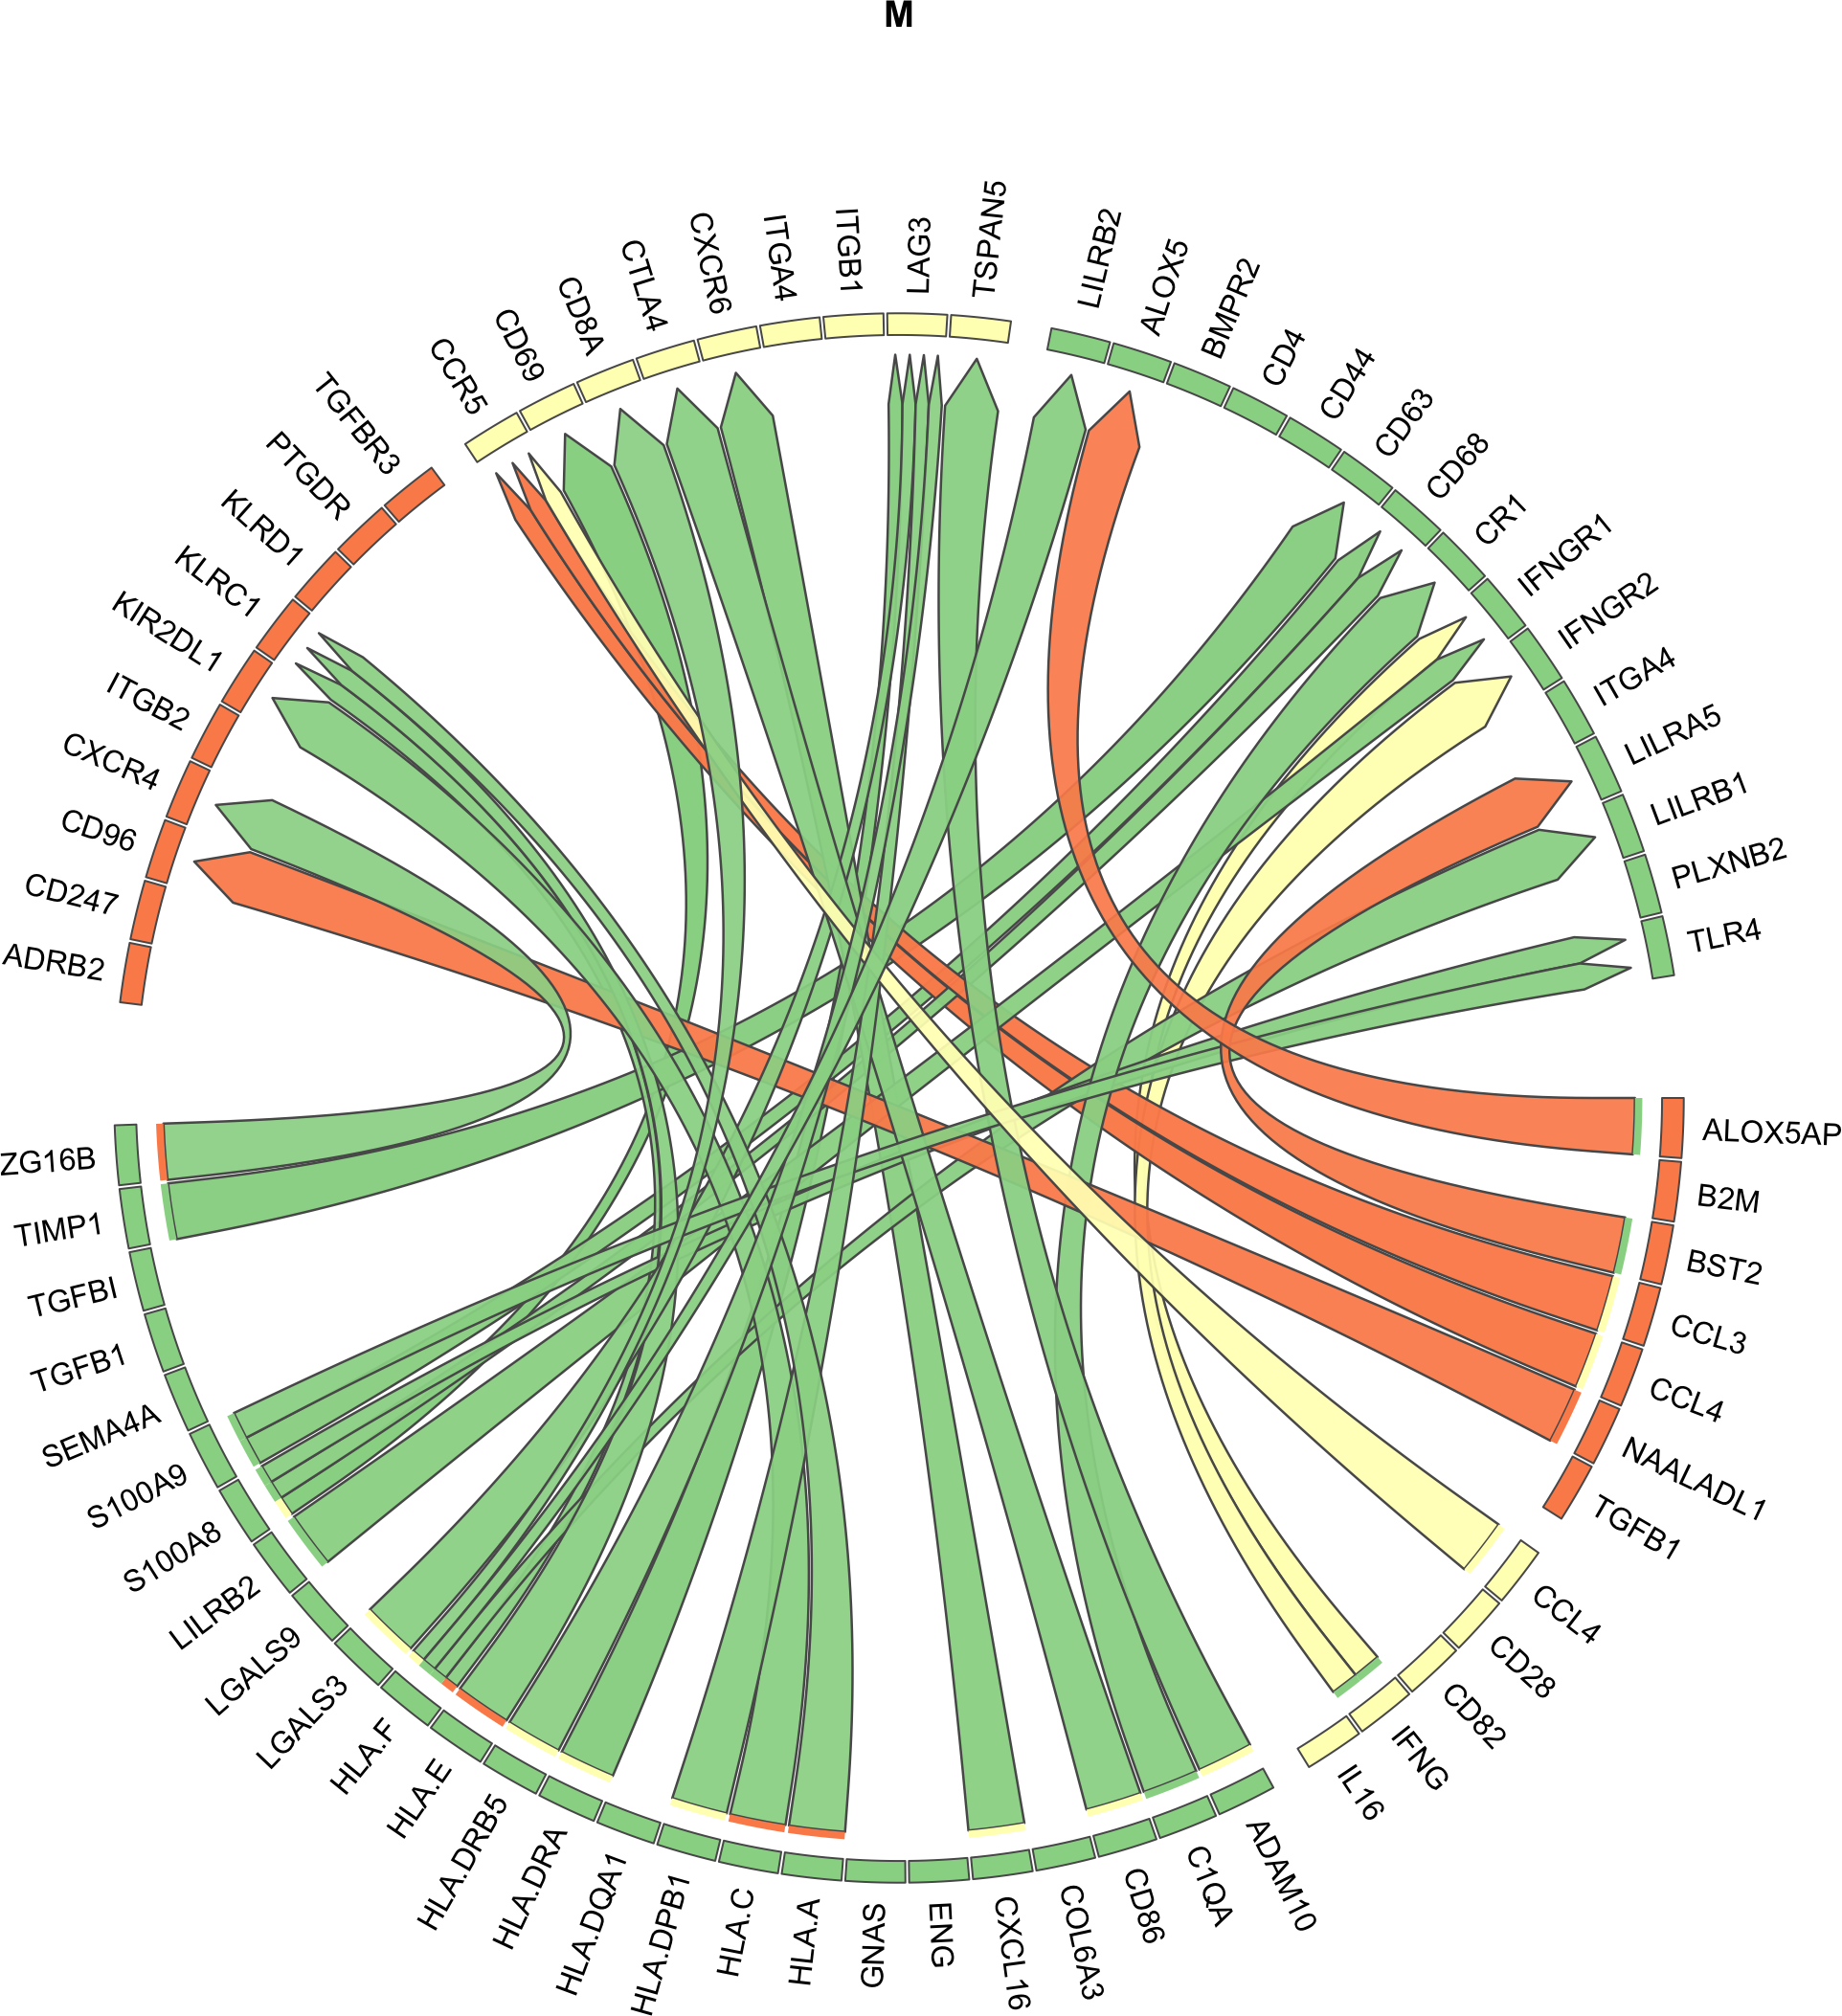 M
LILRB2
ALOX5
BMPR2
CD4
CD44
CD63
CD68
CR1
IFNGR1
IFNGR2
ITGA4
LILRA5
LILRB1
PLXNB2
TLR4
ALOX5AP
B2M
BST2
CCL3
CCL4
NAALADL1
TGFB1
CCL4
CD28
CD82
IFNG
IL16
ADAM10
C1QA
CD86
COL6A3
CXCL16
ENG
GNAS
HLA.A
HLA.C
HLA.DPB1
HLA.DQA1
HLA.DRA
HLA.DRB5
HLA.E
HLA.F
LGALS3
LGALS9
LILRB2
S100A8
S100A9
SEMA4A
TGFB1
TGFBI
TIMP1
ZG16B
ADRB2
CD247
CD96
CXCR4
ITGB2
KIR2DL1
KLRC1
KLRD1
PTGDR
TGFBR3
CCR5
CD69
CD8A
CTLA4
CXCR6
ITGA4
ITGB1
LAG3
TSPAN5